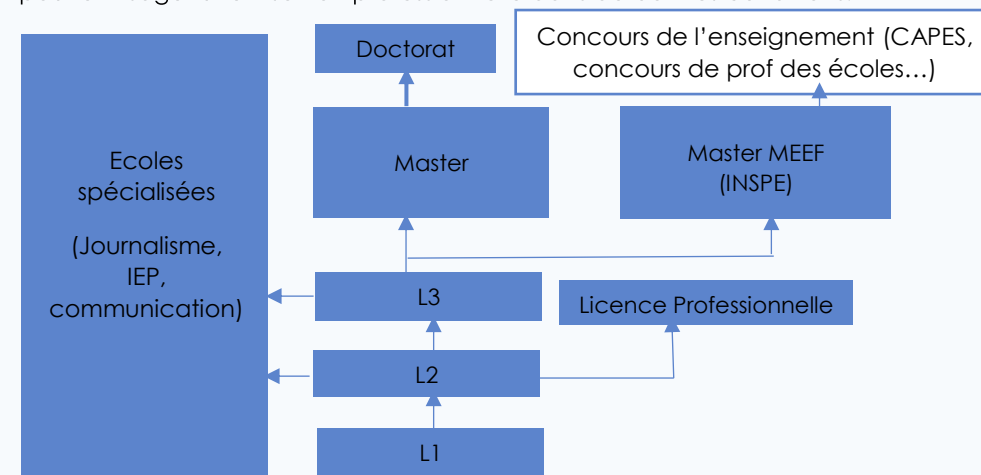 Doctorat
Concours de l'enseignement (CAPES,
concours de prof des écoles…)
Ecoles
spécialisées
(Journalisme,
IEP,
communication)
Master
Master MEEF
(INSPE)
L3
Licence Professionnelle
L2
L1